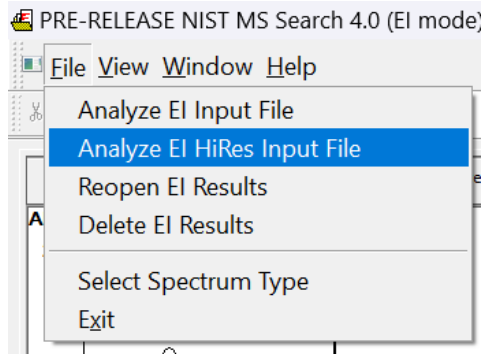 PRE-RELEASE NIST MS Search 4.0 (EI mode)
File View Window Help
Analyze EI Input File
Analyze EI HiRes Input File
Reopen EI Results
Delete EI Results
Select Spectrum Type
Exit